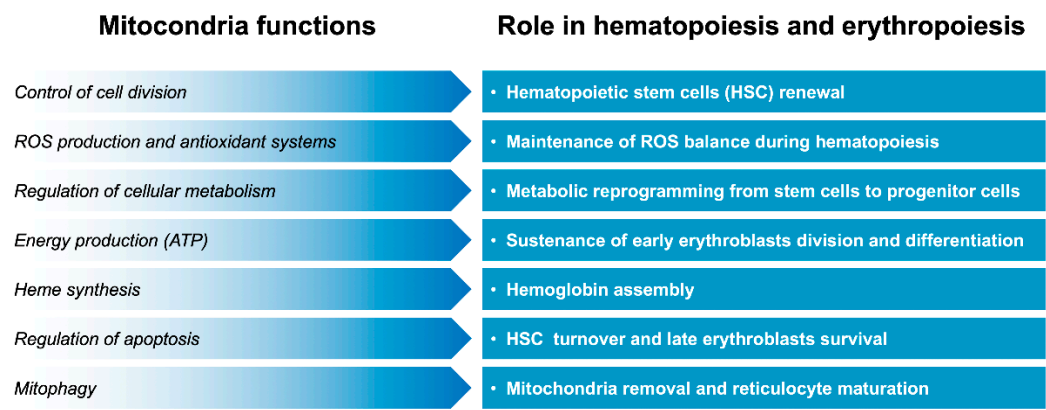 Mitocondria functions
Role in hematopoiesis and erythropoiesis
Control of cell division
• Hematopoietic stem cells (HSC) renewal
ROS production and antioxidant systems
• Maintenance of ROS balance during hematopoiesis
Regulation of cellular metabolism
• Metabolic reprogramming from stem cells to progenitor cells
Energy production (ATP)
• Sustenance of early erythroblasts division and differentiation
Heme synthesis
• Hemoglobin assembly
Regulation of apoptosis
• HSC  turnover and late erythroblasts survival
Mitophagy
• Mitochondria removal and reticulocyte maturation